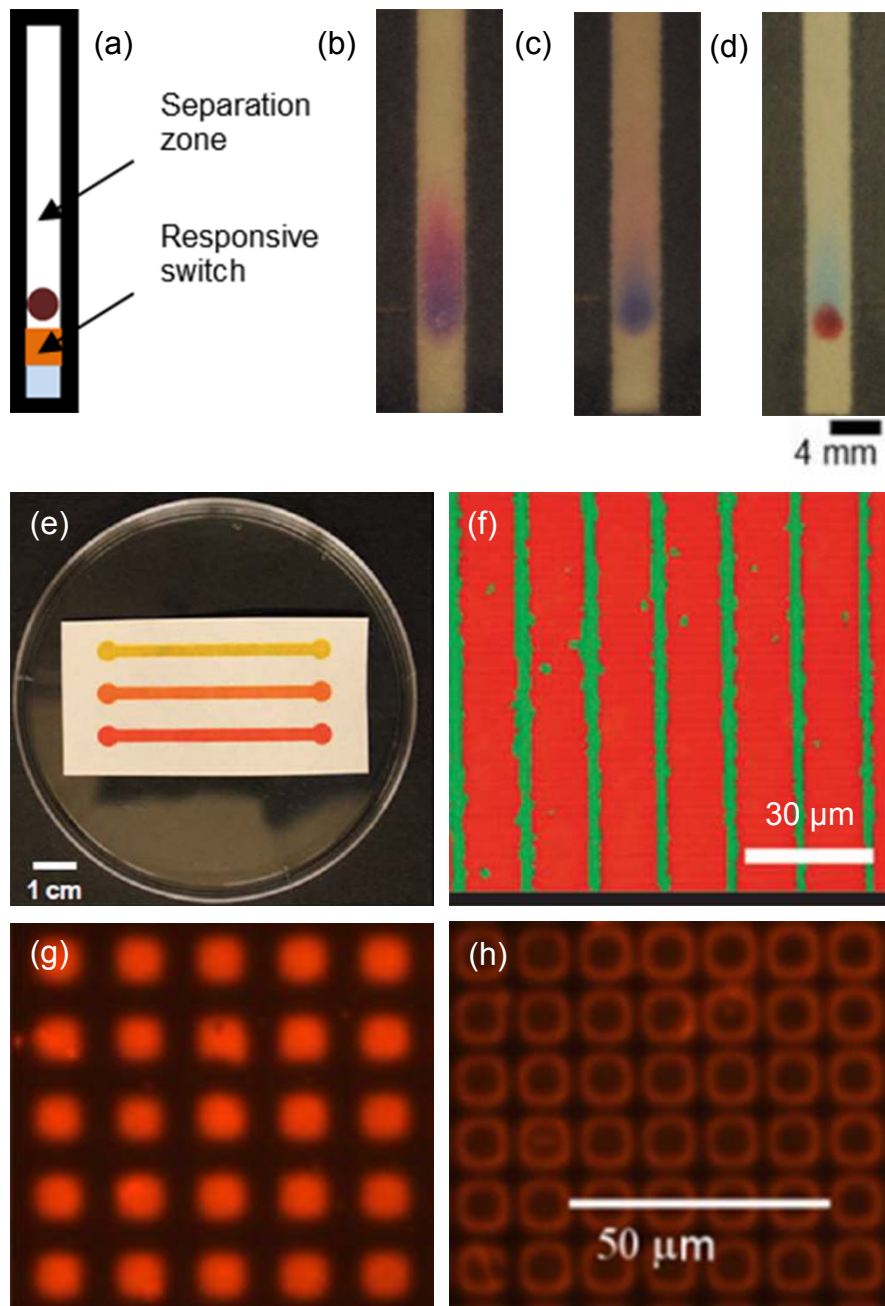 (a)
(b)
(c)
(d)
Separation
zone
Responsive
switch
4 mm
(e)
(f)
1 cm
30 µm
(g)
(h)
50 µm